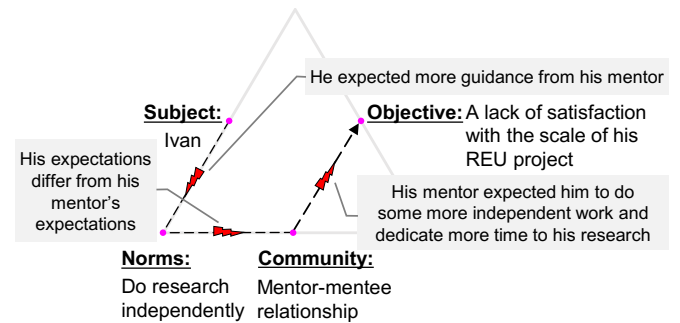 He expected more guidance from his mentor
Subject:
Ivan
Objective: A lack of satisfaction
with the scale of his
REU project
His expectations
differ from his
mentor's
expectations
His mentor expected him to do
some more independent work and
dedicate more time to his research
Norms:
Do research
independently
Community:
Mentor-mentee
relationship